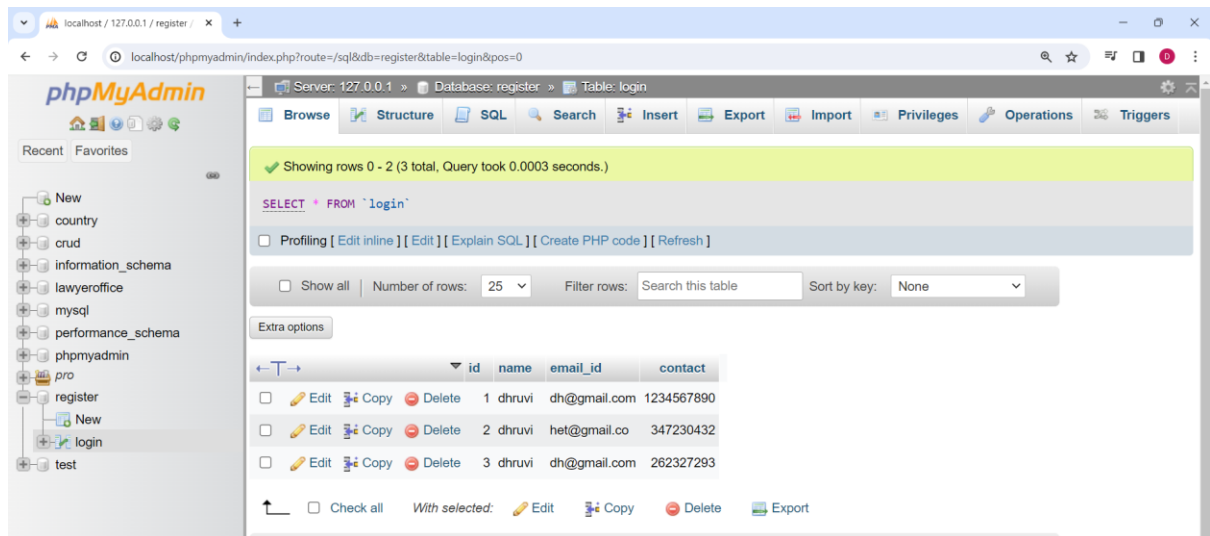 localhost / 127.0.0.1 / register /
localhost/phpmyadmin/index.php?route=/sql&db=register&table=login&pos=0
D
phpMyAdmin
Recent Favorites
New
country
crud
information_schema
lawyeroffice
mysql
performance_schema
phpmyadmin
pro
register
New
login
test
Server: 127.0.0.1 » Database: register » Table: login
Browse Structure SQL Search Insert Export Import Privileges Operations Triggers
Showing rows 0 - 2 (3 total, Query took 0.0003 seconds.)
SELECT * FROM `login`
Profiling [ Edit inline ] [ Edit ] [ Explain SQL ] [ Create PHP code ] [ Refresh ]
Show all | Number of rows: 25 Filter rows: Search this table Sort by key: None
Extra options
←T→ id name email_id contact
Edit Copy Delete 1 dhruvi dh@gmail.com 1234567890
Edit Copy Delete 2 dhruvi het@gmail.co 347230432
Edit Copy Delete 3 dhruvi dh@gmail.com 262327293
Check all With selected: Edit Copy Delete Export